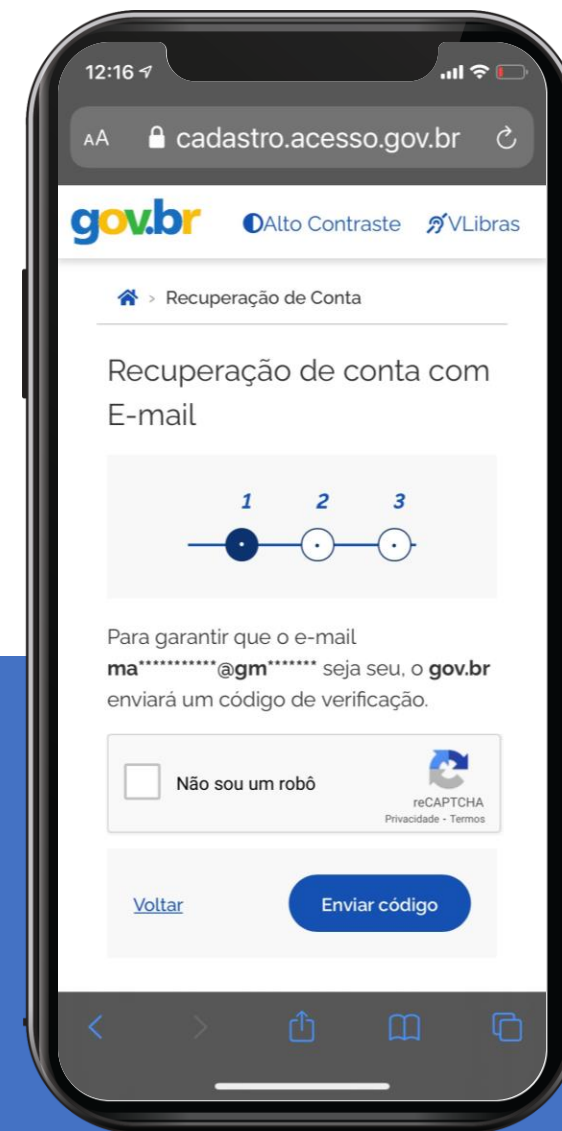 12:16
AA cadastro.acesso.gov.br
gov.br Alto Contraste VLibras
> Recuperação de Conta
Recuperação de conta com
E-mail
1 2 3
Para garantir que o e-mail
ma***********@gm******* seja seu, o gov.br
enviará um código de verificação.
Não sou um robô
reCAPTCHA
Privacidade - Termos
Voltar Enviar código